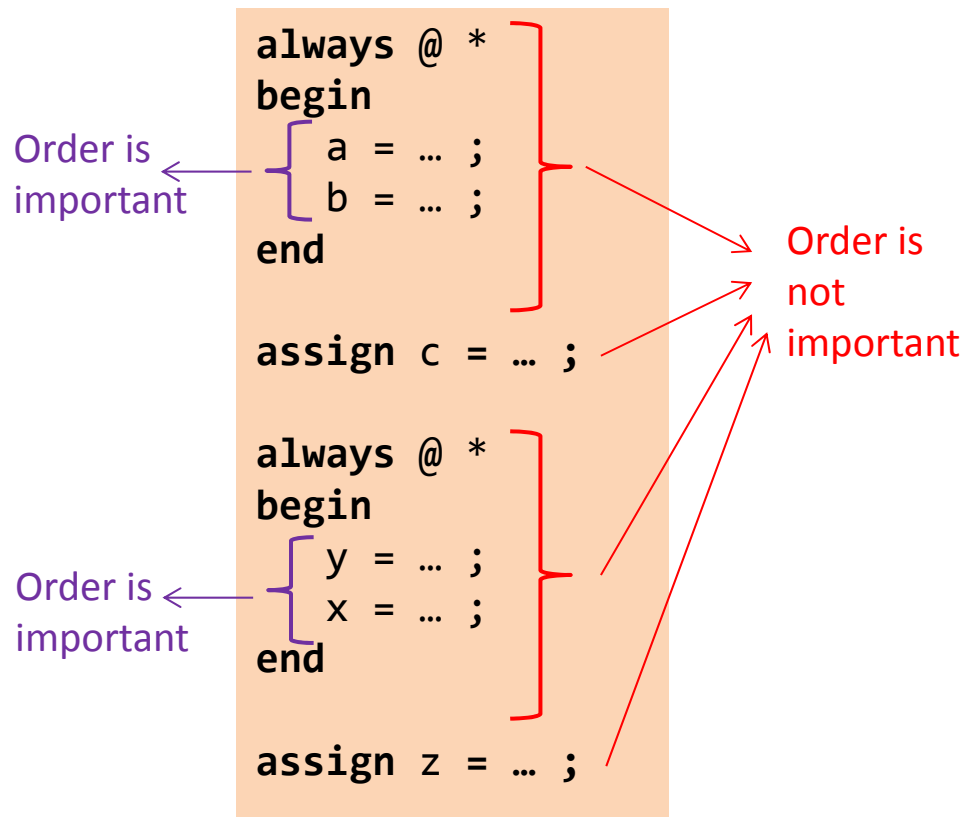 always @ *
begin
a = … ;
b = … ;
end
assign c = … ;
always @ *
begin
y = … ;
x = … ;
end
assign z = … ;
Order is
important
Order is
important
Order is
not
important